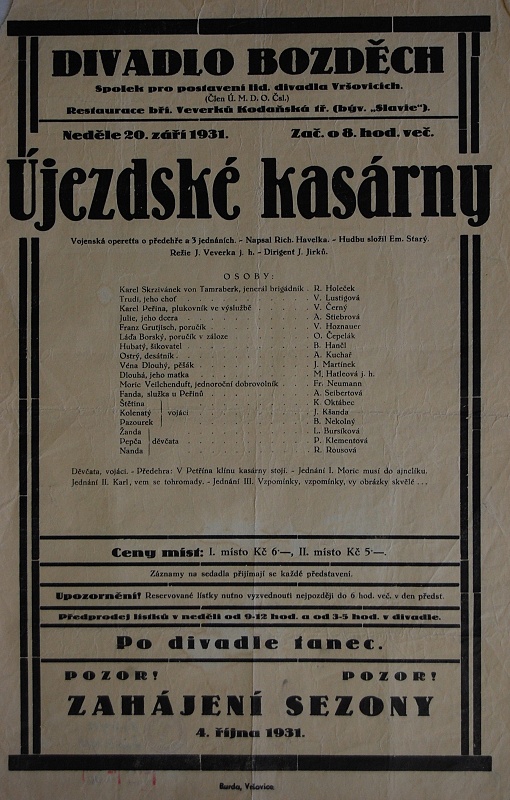 DIVADLO BOZDĚCH
Spolek pro postavení lid. divadla Vršovicích.
(Člen Ú. M. D. O. Čsl.)
Restaurace bří. Veverků Kodaňská tř. (býv. „Slavie“).
Neděle 20. září 1931. Zač. o 8. hod. več.
Újezdské kasárny
Vojenská operetta o předehře a 3 jednáních. - Napsal Rich. Havelka. - Hudbu složil Em. Starý.
Režie J. Veverka j. h. - Dirigent J. Jirků.
OSOBY:
Karel Skrzivánek von Tamraberk, jenerál brigádník . R. Holeček
Trudi, jeho choť . . . . . . . V. Lustigová
Karel Peřina, plukovník ve výslužbě . . . V. Černý
Julie, jeho dcera . . . . . . . A. Stiebrová
Franz Grutjisch, poručík . . . . . . V. Hoznauer
Láďa Borský, poručík v záloze . . . . O. Čepelák
Hubatý, šikovatel . . . . . . . B. Hančl
Ostrý, desátník . . . . . . . A. Kuchař
Véna Dlouhý, pěšák . . . . . . J. Martínek
Dlouhá, jeho matka . . . . . . M. Hatleová j. h.
Moric Veilchenduft, jednoroční dobrovolník . . Fr. Neumann
Fanda, služka u Peřinů . . . . . A. Seibertová
Štětina . . . . . . K. Oktábec
Kolenatý vojáci . . . . . . J. Kšanda
Pazourek . . . . . . B. Nekolný
Žanda . . . . . . L. Bursíková
Pepča děvčata . . . . . . P. Klementová
Nanda . . . . . . R. Rousová
Děvčata, vojáci. - Předehra: V Petřína klínu kasárny stojí. - Jednání I. Moric musí do ajnclíku.
Jednání II. Karl, vem se tohromady. - Jednání III. Vzpomínky, vzpomínky, vy obrázky skvělé ...
Ceny míst: I. místo Kč 6·—, II. místo Kč 5·—.
Záznamy na sedadla přijímají se každé představení.
Upozornění! Reservované lístky nutno vyzvednouti nejpozději do 6 hod. več. v den předst.
Předprodej lístků v neděli od 9-12 hod. a od 3-5 hod. v divadle.
Po divadle tanec.
POZOR! POZOR!
ZAHÁJENÍ SEZONY
4. října 1931.
Burda, Vršovice.